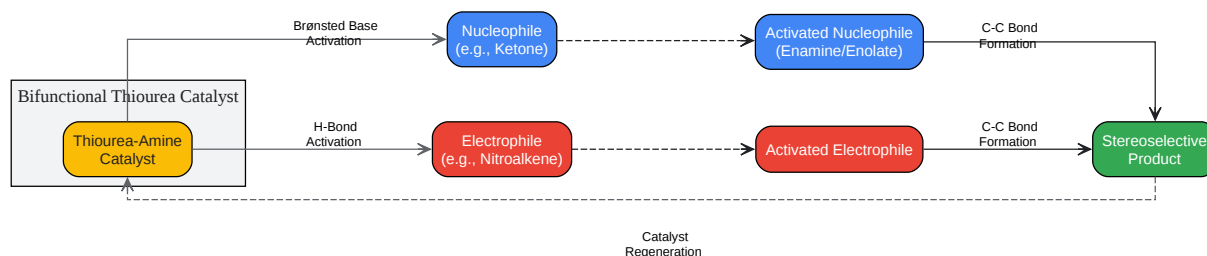 Brønsted Base
Activation
Nucleophile
(e.g., Ketone)
Activated Nucleophile
(Enamine/Enolate)
C-C Bond
Formation
Bifunctional Thiourea Catalyst
Thiourea-Amine
Catalyst
H-Bond
Activation
Electrophile
(e.g., Nitroalkene)
Activated Electrophile
C-C Bond
Formation
Stereoselective
Product
Catalyst
Regeneration